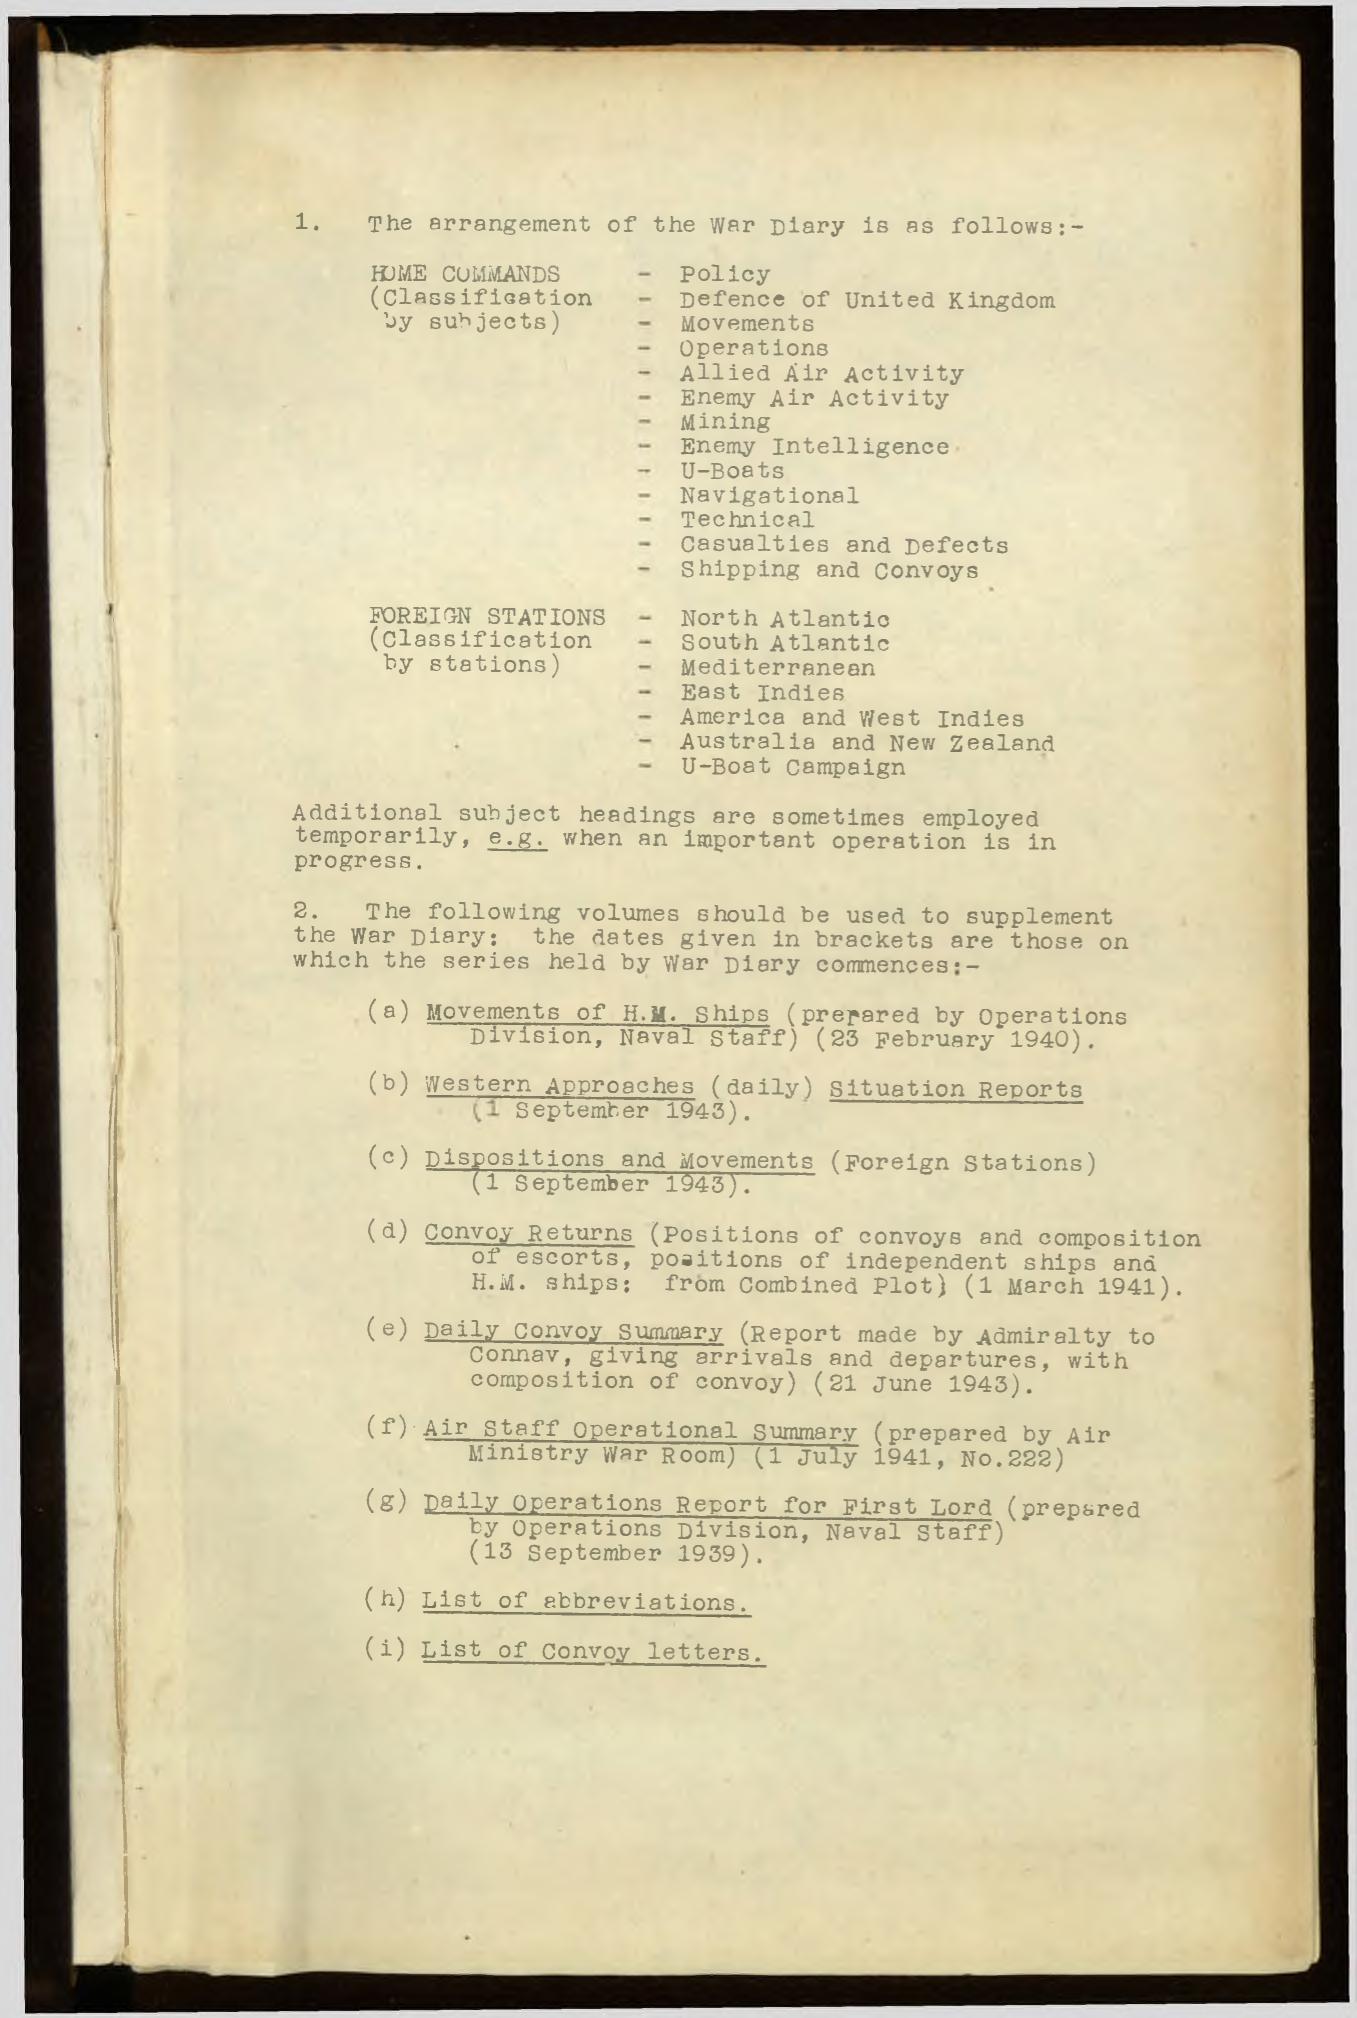 1. The arrangement of the War Diary is as follows:-
HOME COMMANDS - Policy
(Classification - Defence of United Kingdom
by subjects) - Movements
- Operations
- Allied Air Activity
- Enemy Air Activity
- Mining
- Enemy Intelligence
- U-Boats
- Navigational
- Technical
- Casualties and Defects
- Shipping and Convoys
FOREIGN STATIONS - North Atlantic
(Classification - South Atlantic
by stations) - Mediterranean
- East Indies
- America and West Indies
- Australia and New Zealand
- U-Boat Campaign
Additional subject headings are sometimes employed
temporarily, e.g. when an important operation is in
progress.
2. The following volumes should be used to supplement
the War Diary: the dates given in brackets are those on
which the series held by War Diary commences:-
(a) Movements of H.M. Ships (prepared by Operations
Division, Naval Staff) (23 February 1940).
(b) Western Approaches (daily) Situation Reports
(1 September 1943).
(c) Dispositions and Movements (Foreign Stations)
(1 September 1943).
(d) Convoy Returns (Positions of convoys and composition
of escorts, positions of independent ships and
H.M. ships: from Combined Plot) (1 March 1941).
(e) Daily Convoy Summary (Report made by Admiralty to
Connav, giving arrivals and departures, with
composition of convoy) (21 June 1943).
(f) Air Staff Operational Summary (prepared by Air
Ministry War Room) (1 July 1941, No.222)
(g) Daily Operations Report for First Lord (prepared
by Operations Division, Naval Staff)
(13 September 1939).
(h) List of abbreviations.
(i) List of Convoy letters.